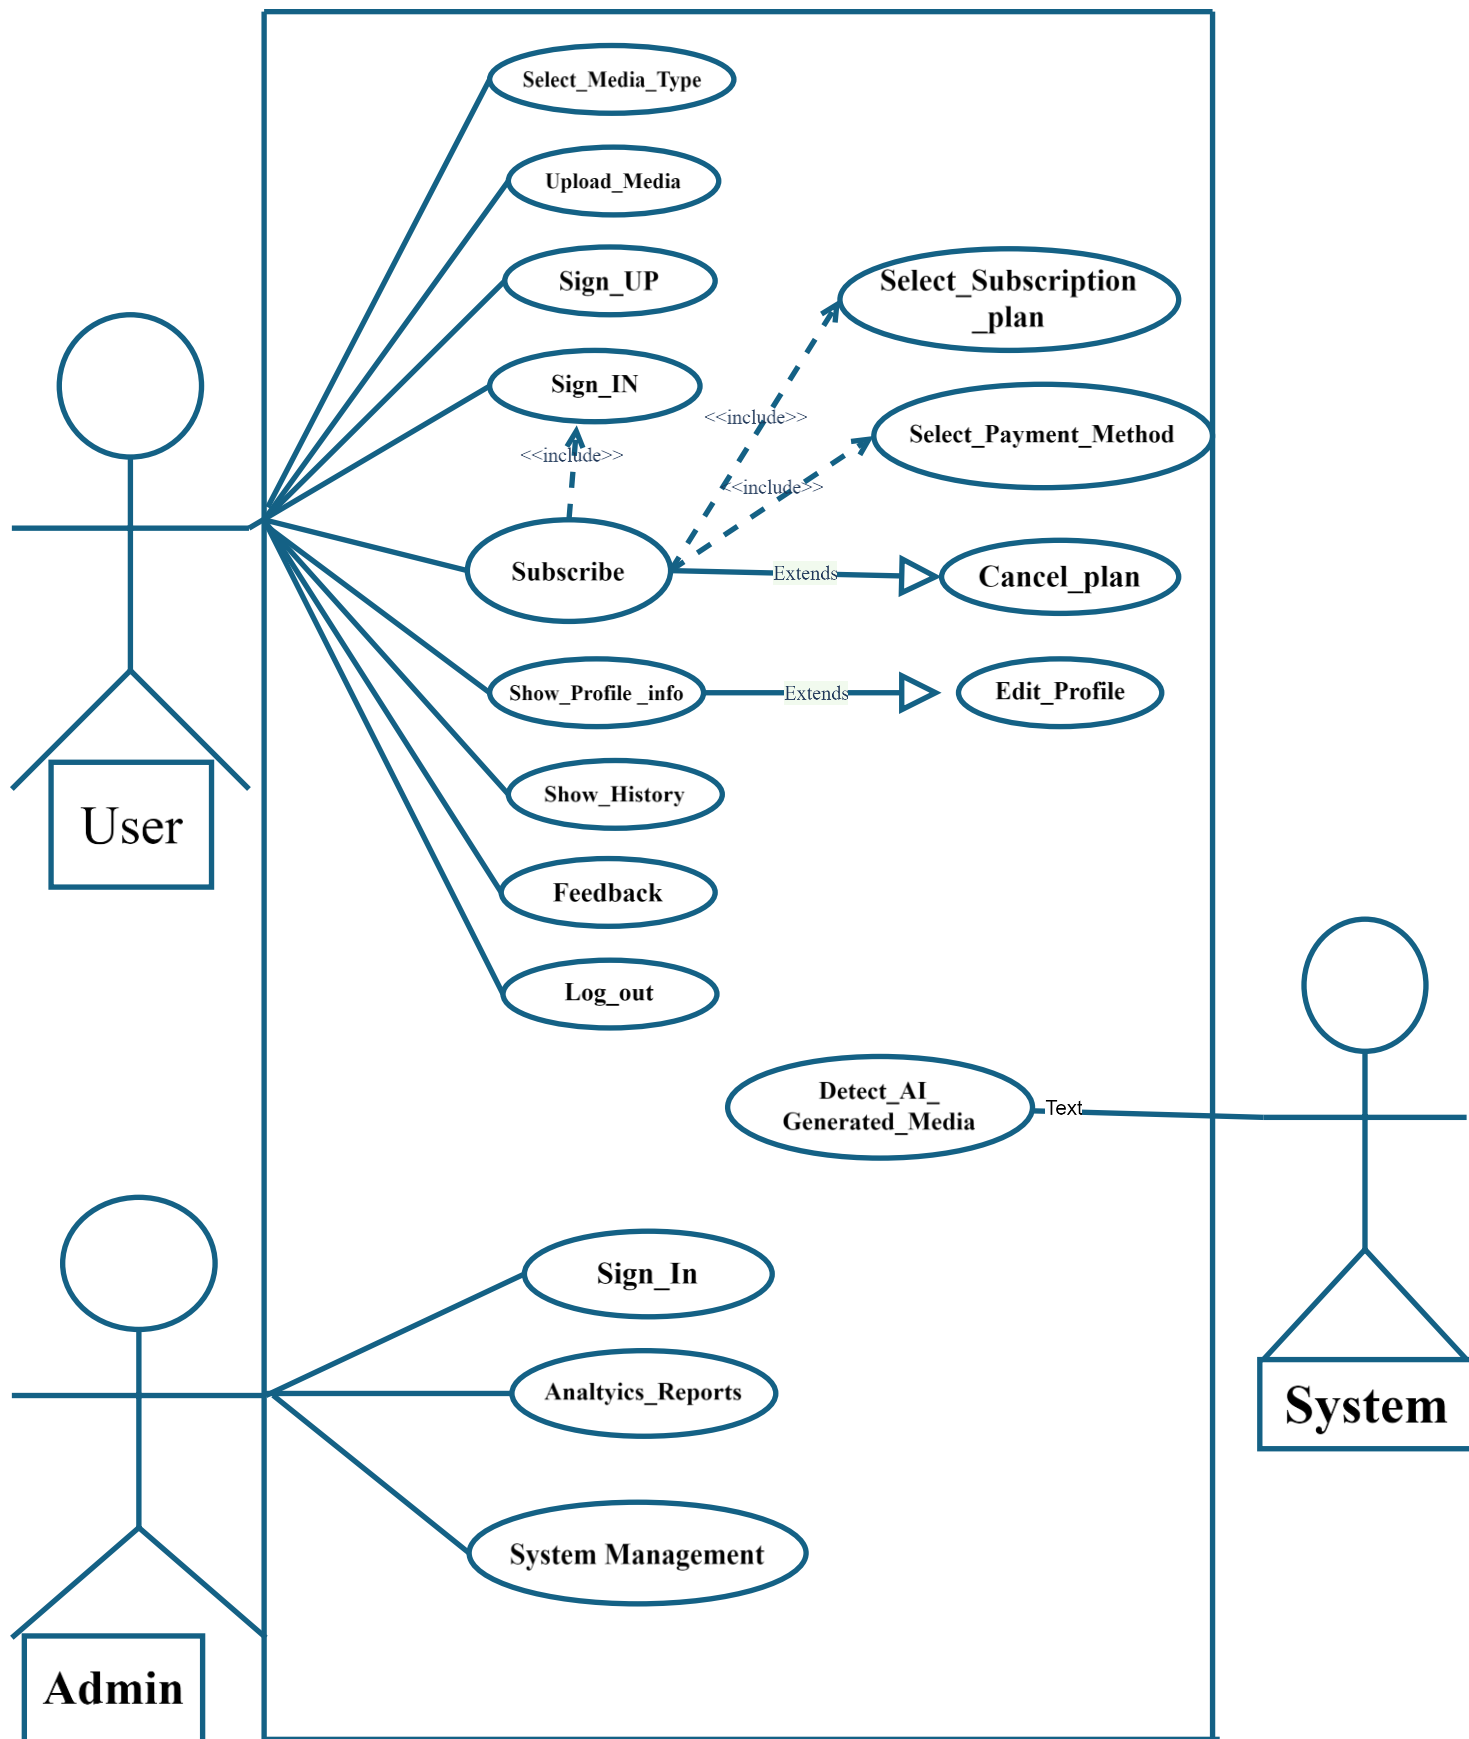 Select_Media_Type
Upload_Media
Sign_UP
Select_Subscription
_plan
Sign_IN
<<include>>
Select_Payment_Method
<<include>>
<<include>>
Subscribe
Extends
Cancel_plan
Show_Profile _info
Extends
Edit_Profile
Show_History
User
Feedback
Log_out
Detect_AI_
Generated_Media
Text
Sign_In
Analtyics_Reports
System
System Management
Admin